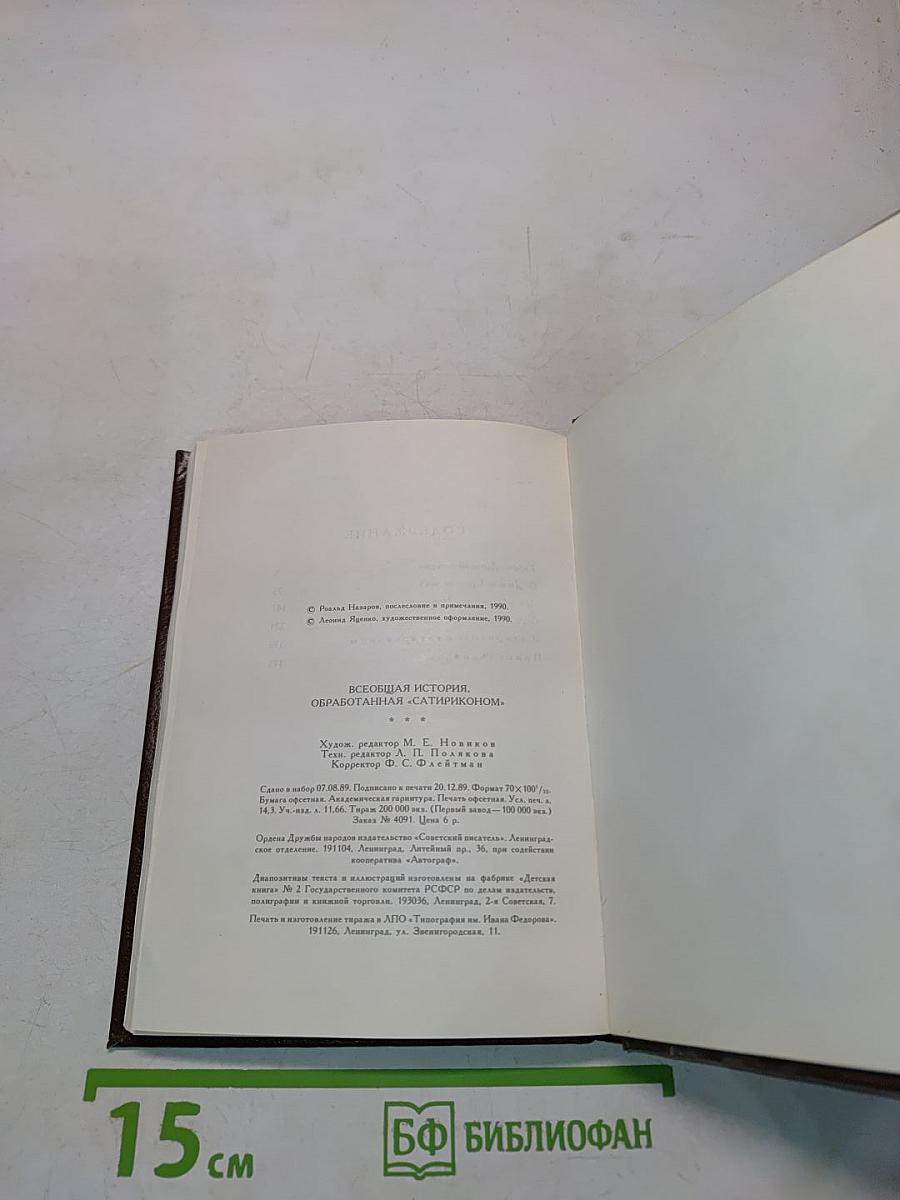 © Роальд Назаров, послесловие и примечания, 1990.
© Леонид Яценко, художественное оформление, 1990.
ВСЕОБЩАЯ ИСТОРИЯ,
ОБРАБОТАННАЯ «САТИРИКОНОМ»
* * *
Худож. редактор М. Е. Новиков
Техн. редактор Л. П. Полякова
Корректор Ф. С. Флейтман
Сдано в набор 07.08.89. Подписано к печати 20.12.89. Формат 70×100¹/₃₂.
Бумага офсетная. Академическая гарнитура. Печать офсетная. Усл. печ. л.
14,3. Уч.-изд. л. 11,66. Тираж 200 000 экз. (Первый завод—100 000 экз.)
Заказ № 4091. Цена 6 р.
Ордена Дружбы народов издательство «Советский писатель». Ленинград-
ское отделение. 191104, Ленинград, Литейный пр., 36, при содействии
кооператива «Автограф».
Диапозитивы текста и иллюстраций изготовлены на фабрике «Детская
книга» № 2 Государственного комитета РСФСР по делам издательств,
полиграфии и книжной торговли. 193036, Ленинград, 2-я Советская, 7.
Печать и изготовление тиража в ЛПО «Типография им. Ивана Федорова».
191126, Ленинград, ул. Звенигородская, 11.
15 см
БФ БИБЛИОФАН